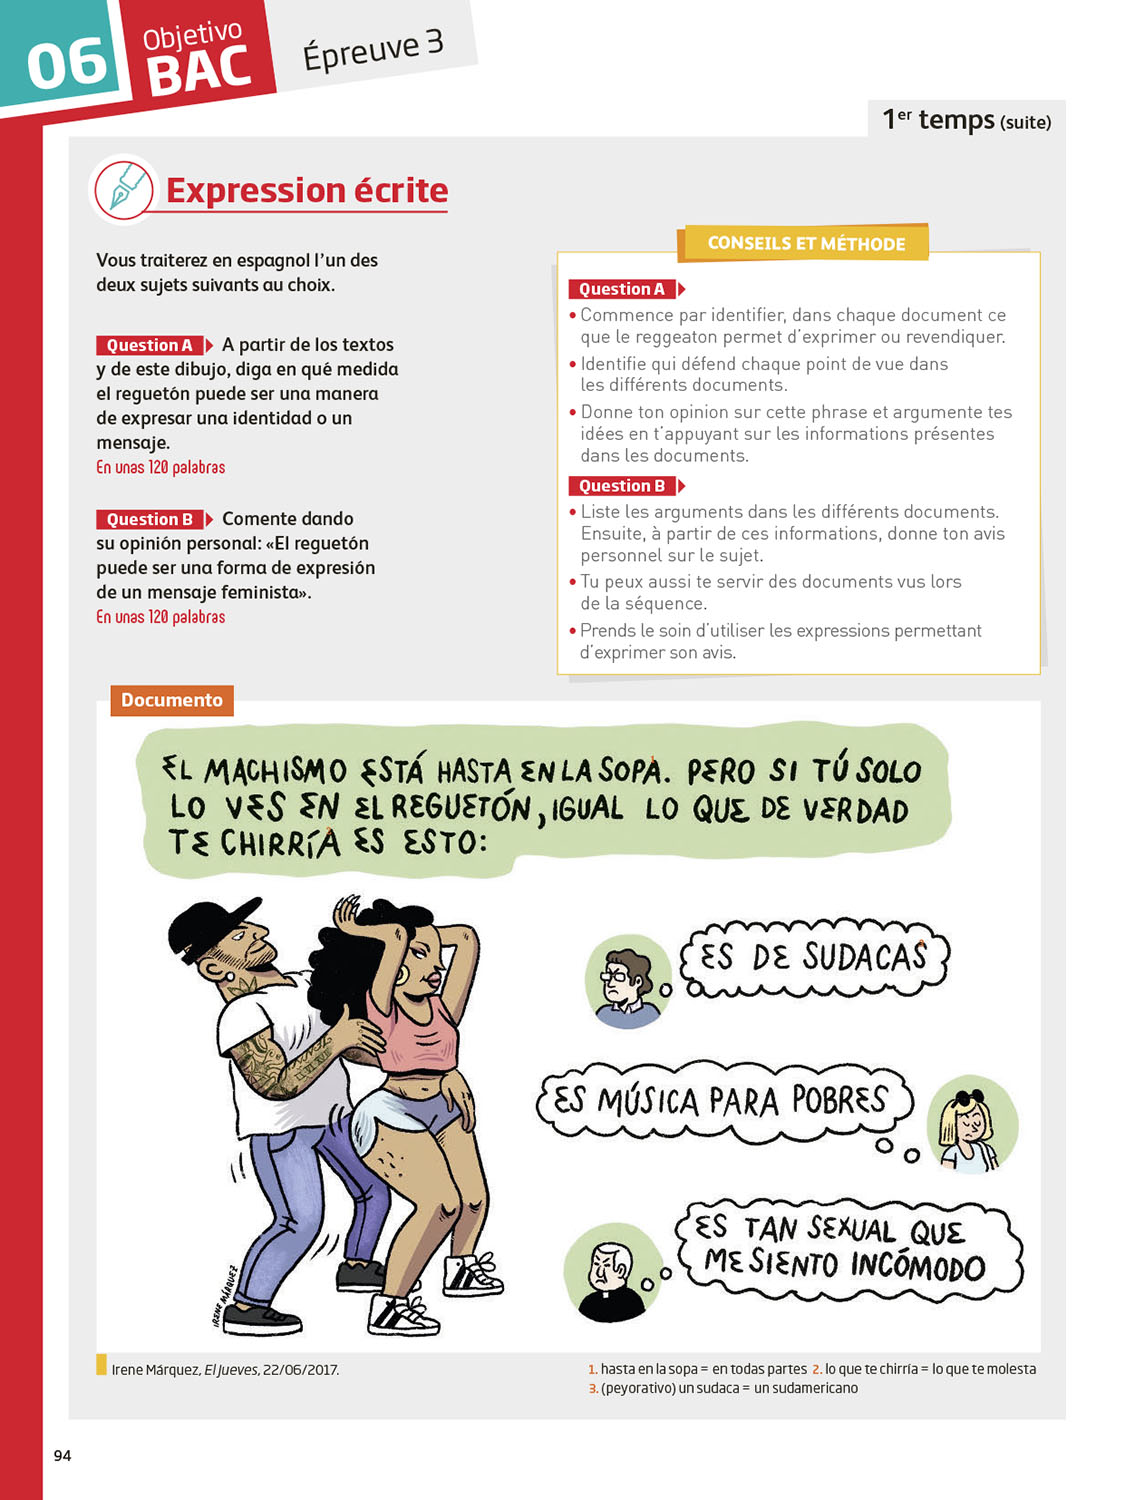 06
Objetivo
BAC
Épreuve 3
1er temps (suite)
Expression écrite
Vous traiterez en espagnol l'un des
deux sujets suivants au choix.
Question A A partir de los textos
y de este dibujo, diga en qué medida
el reguetón puede ser una manera
de expresar una identidad o un
mensaje.
En unas 120 palabras
Question B Comente dando
su opinión personal: «El reguetón
puede ser una forma de expresión
de un mensaje feminista».
En unas 120 palabras
CONSEILS ET MÉTHODE
Question A
• Commence par identifier, dans chaque document ce
que le reggeaton permet d'exprimer ou revendiquer.
• Identifie qui défend chaque point de vue dans
les différents documents.
• Donne ton opinion sur cette phrase et argumente tes
idées en t'appuyant sur les informations présentes
dans les documents.
Question B
• Liste les arguments dans les différents documents.
Ensuite, à partir de ces informations, donne ton avis
personnel sur le sujet.
• Tu peux aussi te servir des documents vus lors
de la séquence.
• Prends le soin d'utiliser les expressions permettant
d'exprimer son avis.
Documento
EL MACHISMO ESTÁ HASTA EN LA SOPA1. PERO SI TÚ SOLO
LO VES EN EL REGUETÓN, IGUAL LO QUE DE VERDAD
TE CHIRRÍA2 ES ESTO:
ES DE SUDACAS3
ES MÚSICA PARA POBRES
ES TAN SEXUAL QUE
ME SIENTO INCÓMODO
IRENE MÁRQUEZ
Irene Márquez, El Jueves, 22/06/2017.
1. hasta en la sopa = en todas partes 2. lo que te chirría = lo que te molesta
3. (peyorativo) un sudaca = un sudamericano
94